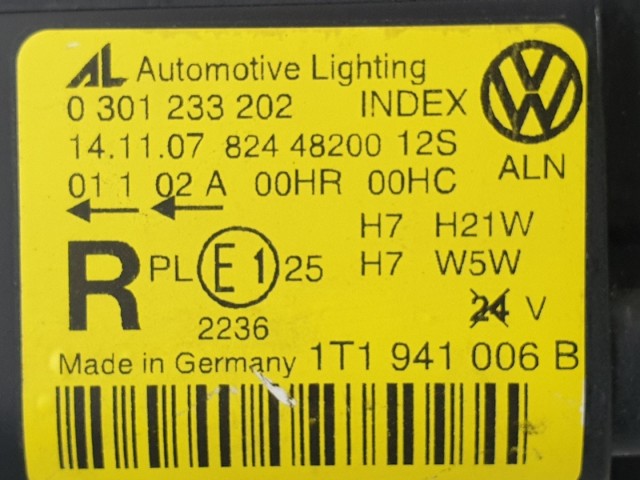 AL Automotive Lighting
0 301 233 202 INDEX
14.11.07 824 48200 12S
ALN
01 1 02 A 00HR 00HC
H7 H21W
R PL E1 25 H7 W5W
24 V
2236
Made in Germany 1T1 941 006 B